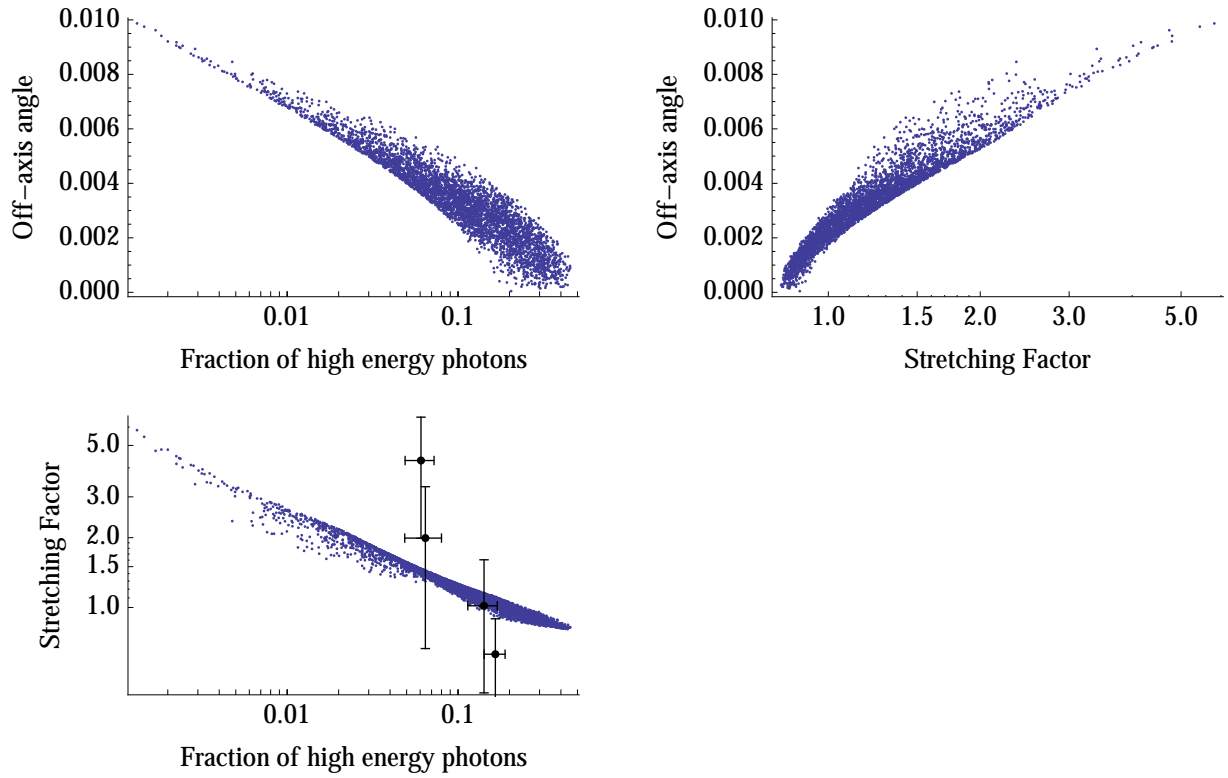 0.010
0.008
0.006
0.004
0.002
0.000
Off-axis angle
0.01 0.1
Fraction of high energy photons
0.010
0.008
0.006
0.004
0.002
0.000
Off-axis angle
1.0 1.5 2.0 3.0 5.0
Stretching Factor
5.0
3.0
2.0
1.5
1.0
Stretching Factor
0.01 0.1
Fraction of high energy photons